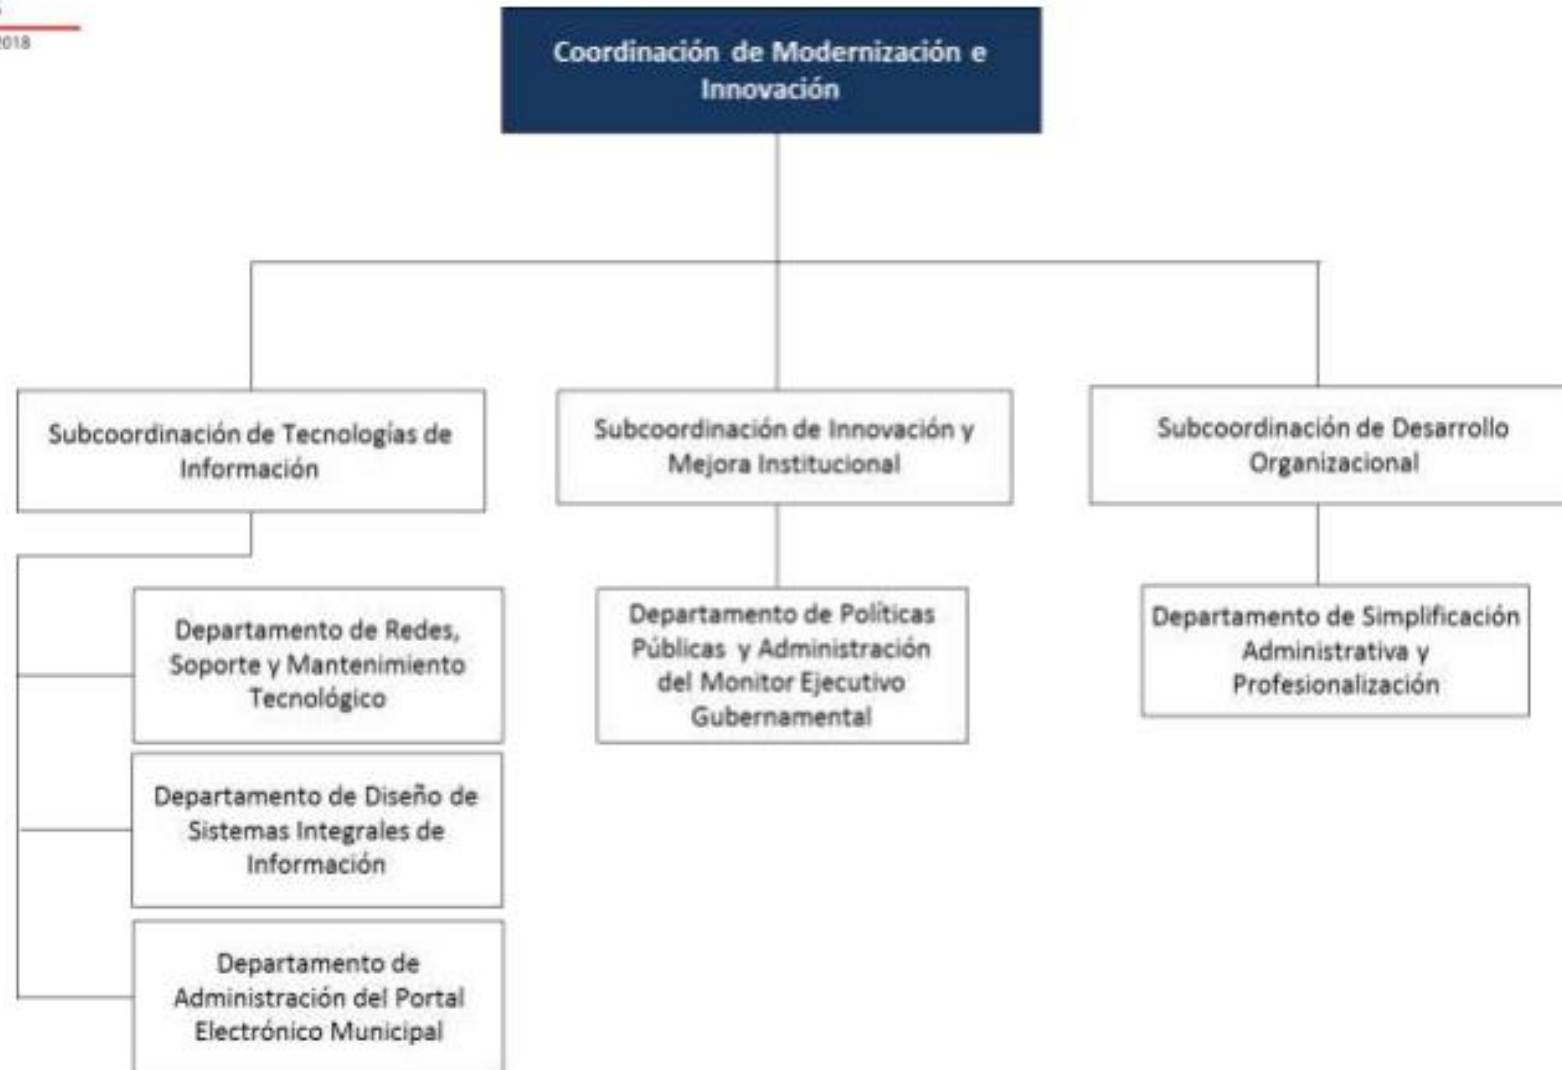 2018
Coordinación de Modernización e
Innovación
Subcoordinación de Tecnologías de
Información
Subcoordinación de Innovación y
Mejora Institucional
Subcoordinación de Desarrollo
Organizacional
Departamento de Redes,
Soporte y Mantenimiento
Tecnológico
Departamento de Diseño de
Sistemas Integrales de
Información
Departamento de
Administración del Portal
Electrónico Municipal
Departamento de Políticas
Públicas y Administración
del Monitor Ejecutivo
Gubernamental
Departamento de Simplificación
Administrativa y
Profesionalización